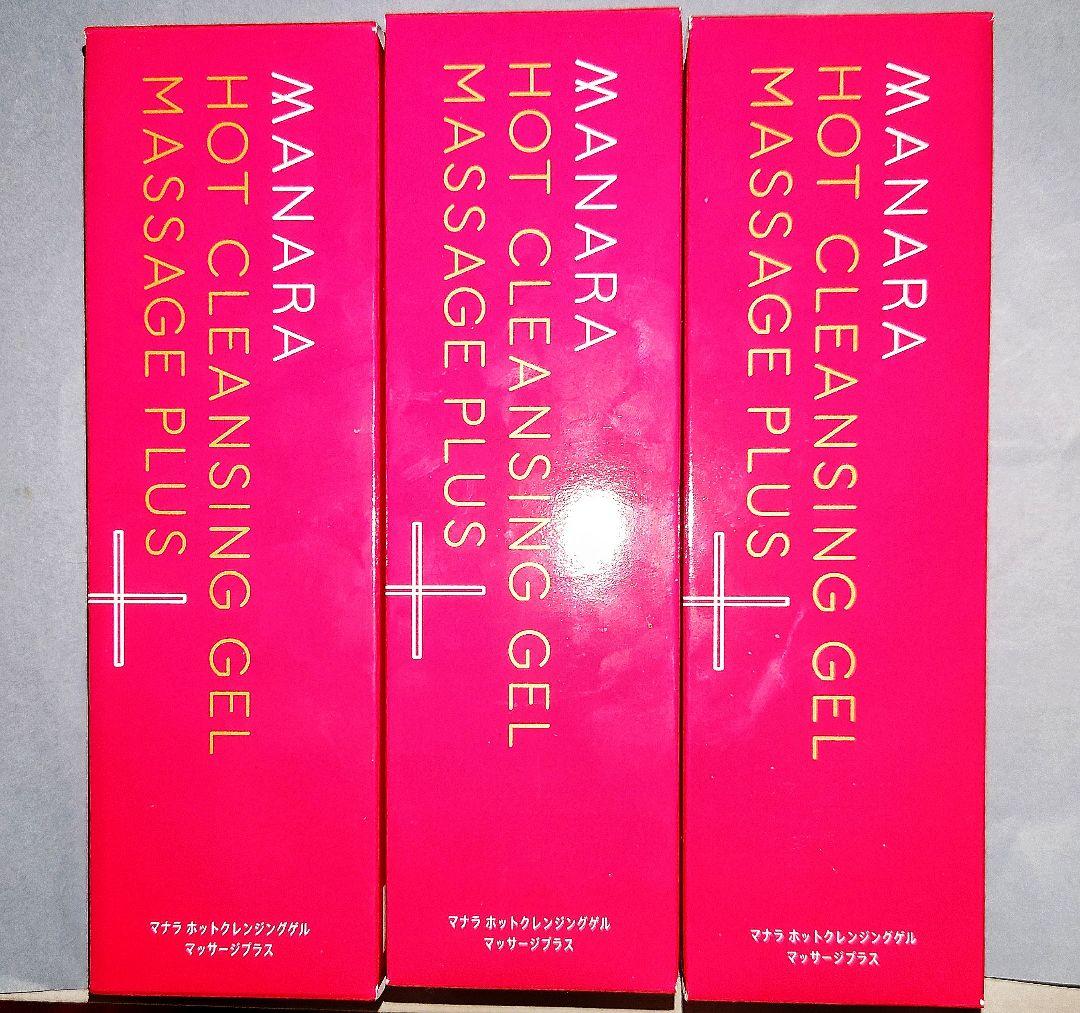 MANARA
HOT CLEANSING GEL
MASSAGE PLUS
マナラ ホットクレンジングゲル
マッサージプラス
MANARA
HOT CLEANSING GEL
MASSAGE PLUS
マナラ ホットクレンジングゲル
マッサージプラス
MANARA
HOT CLEANSING GEL
MASSAGE PLUS
マナラ ホットクレンジングゲル
マッサージプラス